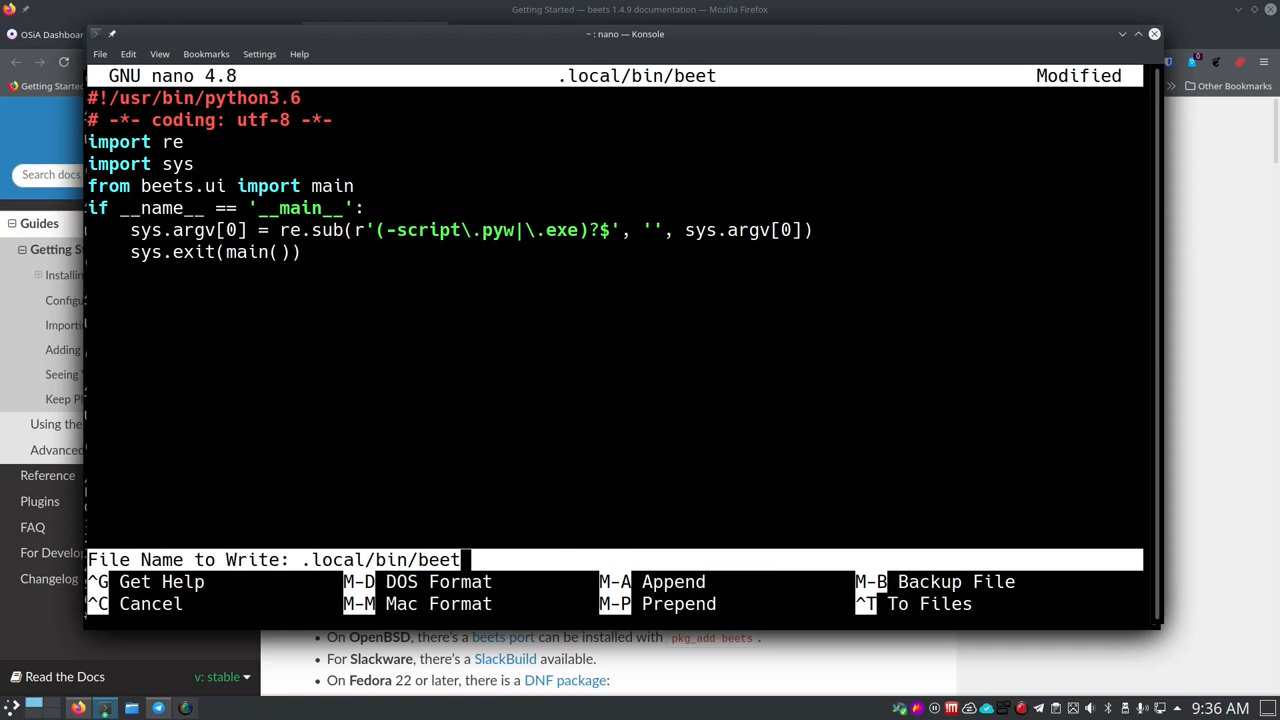 Getting Started — beets 1.4.9 documentation — Mozilla Firefox
OSiA Dashboar
~ : nano — Konsole
File Edit View Bookmarks Settings Help
Getting Started
Other Bookmarks
GNU nano 4.8 .local/bin/beet Modified
#!/usr/bin/python3.6
# -*- coding: utf-8 -*-
import re
import sys
from beets.ui import main
if __name__ == '__main__':
sys.argv[0] = re.sub(r'(-script\.pyw|\.exe)?$', '', sys.argv[0])
sys.exit(main())
Search docs
Guides
Getting S
Installin
Configu
Importi
Adding
Seeing
Keep Pl
Using the
Advanced
Reference
Plugins
FAQ
For Develop
Changelog
File Name to Write: .local/bin/beet
^G Get Help M-D DOS Format M-A Append M-B Backup File
^C Cancel M-M Mac Format M-P Prepend ^T To Files
On OpenBSD, there's a beets port can be installed with pkg_add beets .
For Slackware, there's a SlackBuild available.
On Fedora 22 or later, there is a DNF package:
Read the Docs v: stable
9:36 AM